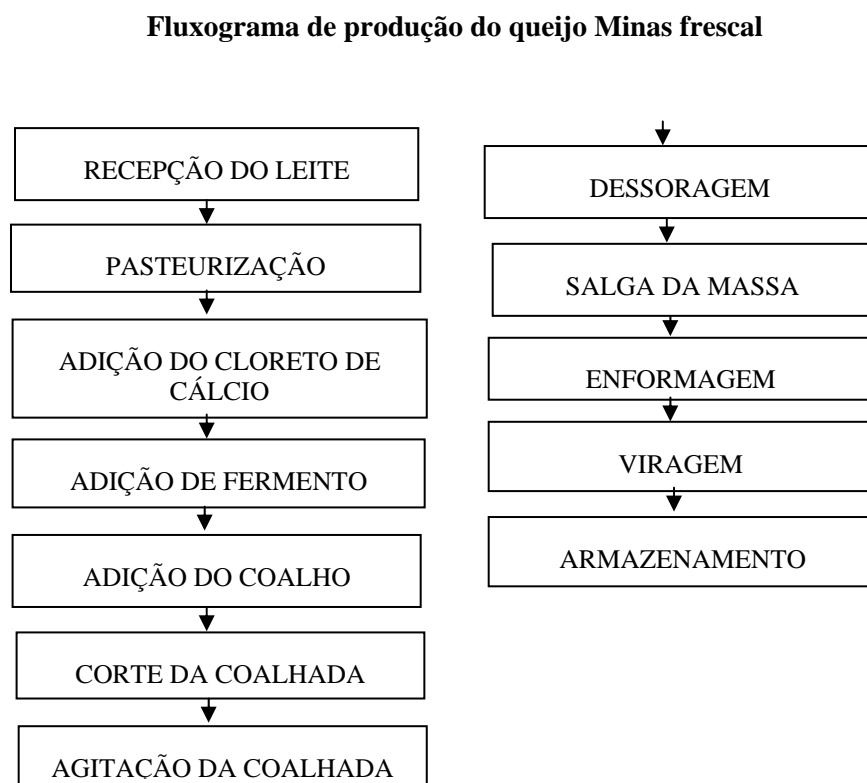 Fluxograma de produção do queijo Minas frescal
RECEPÇÃO DO LEITE
PASTEURIZAÇÃO
ADIÇÃO DO CLORETO DE
CÁLCIO
ADIÇÃO DE FERMENTO
ADIÇÃO DO COALHO
CORTE DA COALHADA
AGITAÇÃO DA COALHADA
DESSORAGEM
SALGA DA MASSA
ENFORMAGEM
VIRAGEM
ARMAZENAMENTO